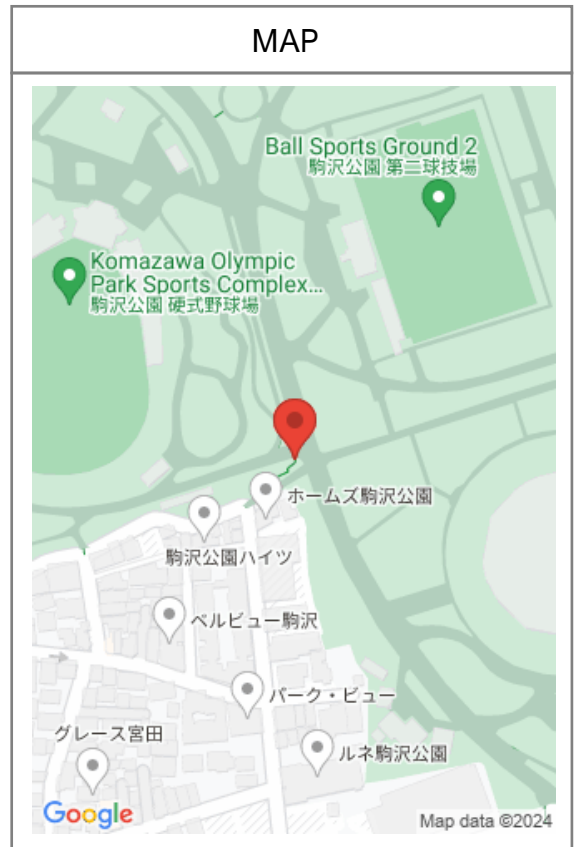 MAP
Ball Sports Ground 2
駒沢公園 第二球技場
Komazawa Olympic
Park Sports Complex...
駒沢公園 硬式野球場
ホームズ駒沢公園
駒沢公園ハイツ
ベルビュー駒沢
パーク・ビュー
グレース宮田
ルネ駒沢公園
Google
Map data ©2024